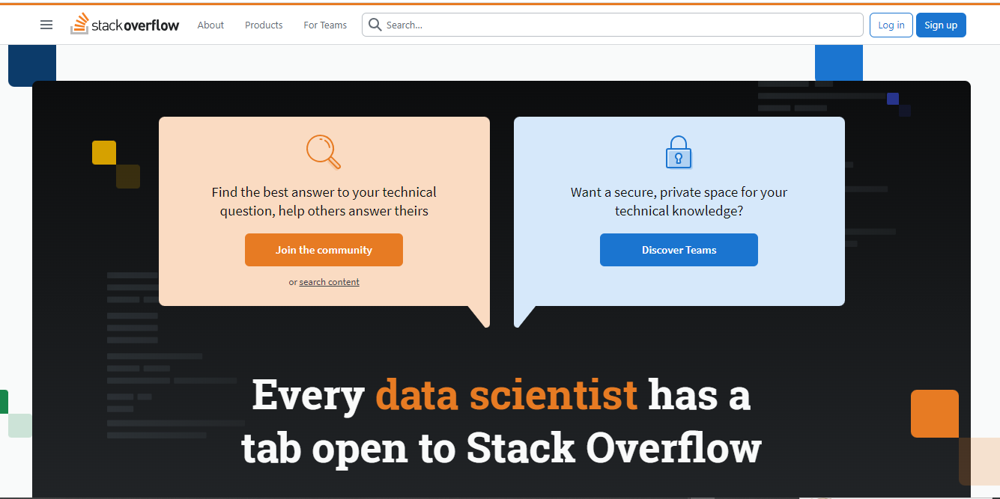 stackoverflow About Products For Teams Search... Log in Sign up
Find the best answer to your technical
question, help others answer theirs
Join the community
or search content
Want a secure, private space for your
technical knowledge?
Discover Teams
Every data scientist has a
tab open to Stack Overflow